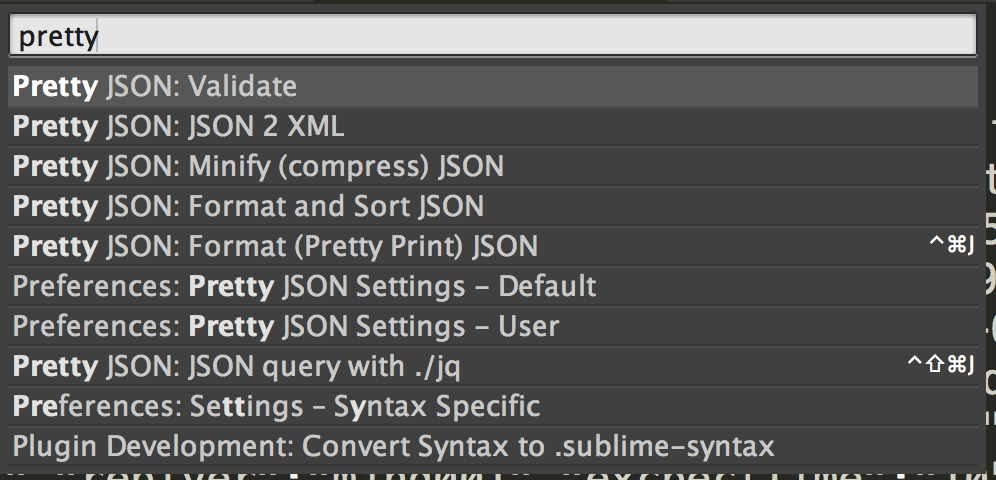 pretty
Pretty JSON: Validate
Pretty JSON: JSON 2 XML
Pretty JSON: Minify (compress) JSON
Pretty JSON: Format and Sort JSON
Pretty JSON: Format (Pretty Print) JSON ^⌘J
Preferences: Pretty JSON Settings – Default
Preferences: Pretty JSON Settings – User
Pretty JSON: JSON query with ./jq ^⇧⌘J
Preferences: Settings – Syntax Specific
Plugin Development: Convert Syntax to .sublime-syntax